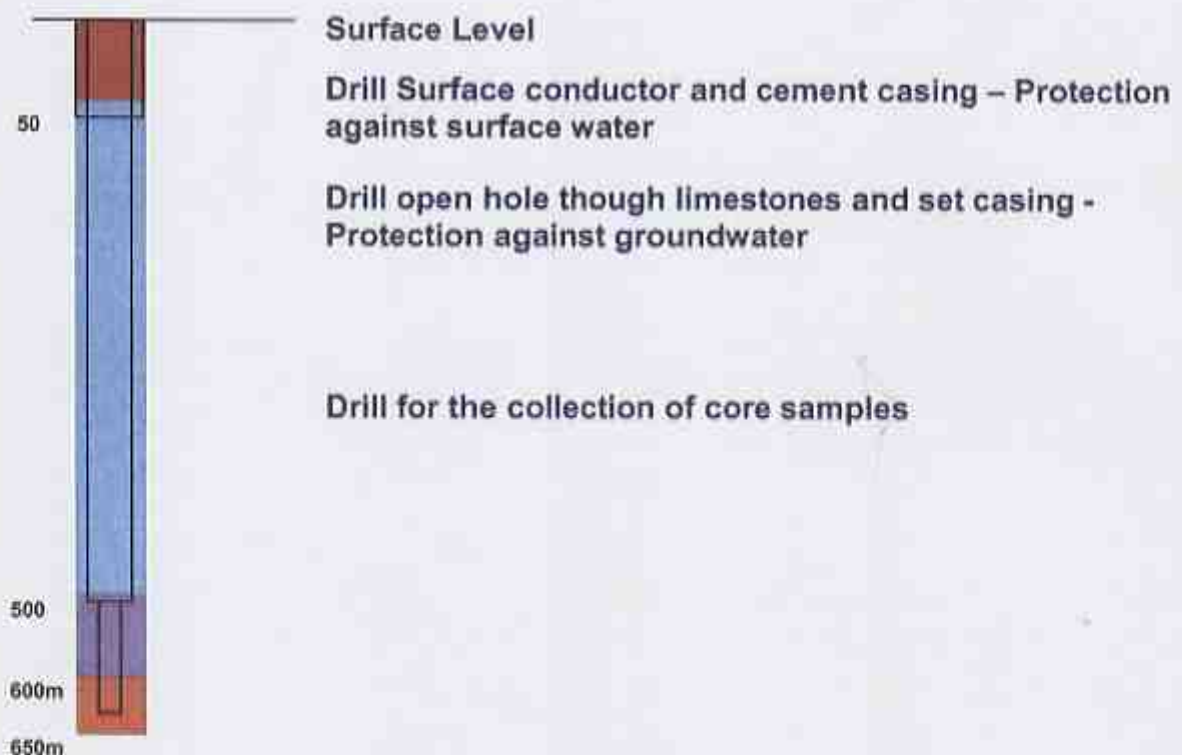 Surface Level
Drill Surface conductor and cement casing – Protection
against surface water
50
Drill open hole though limestones and set casing -
Protection against groundwater
Drill for the collection of core samples
500
600m
650m